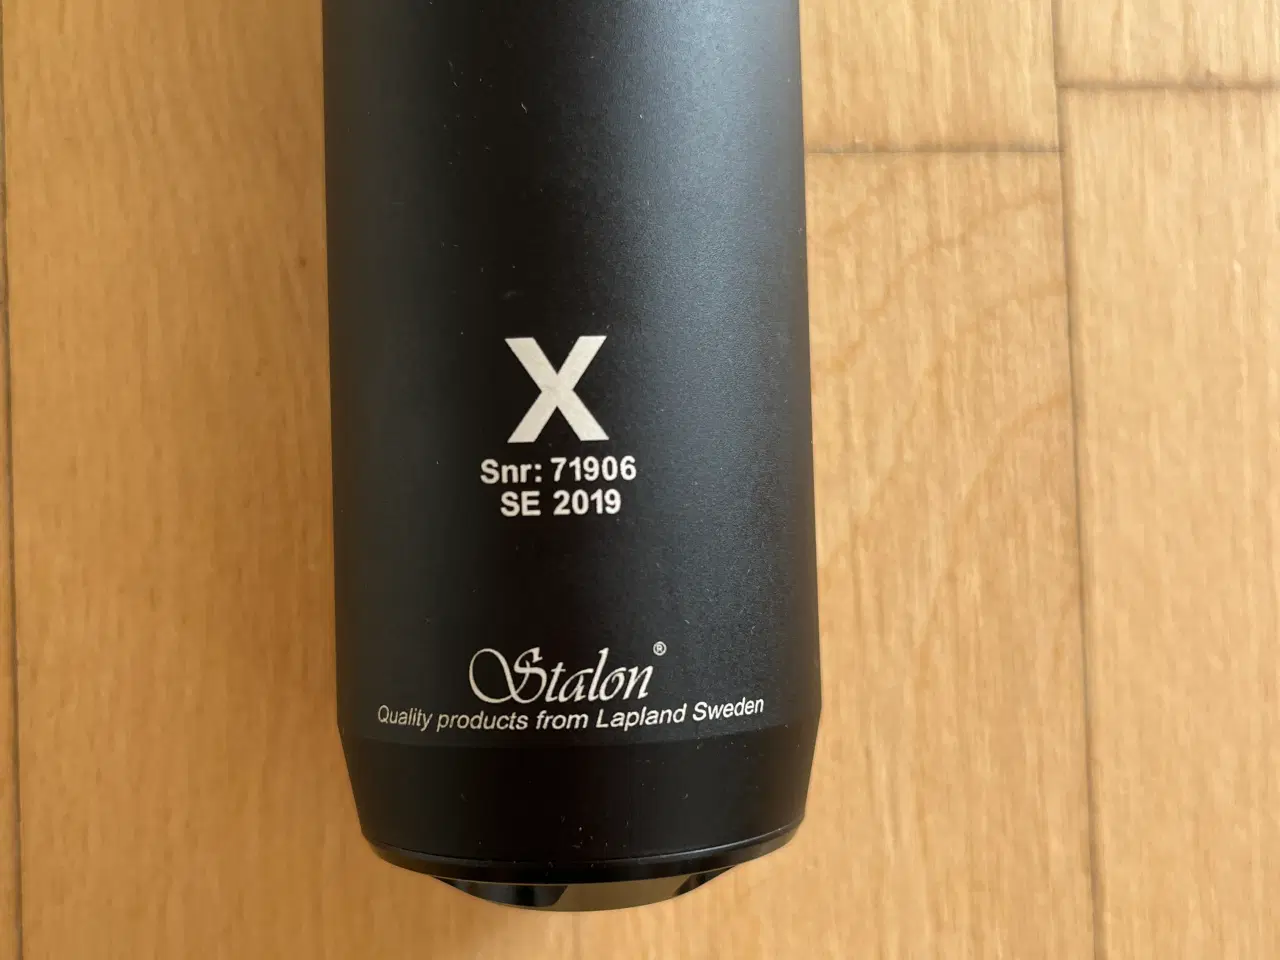 X
Snr: 71906
SE 2019
Stalon®
Quality products from Lapland Sweden